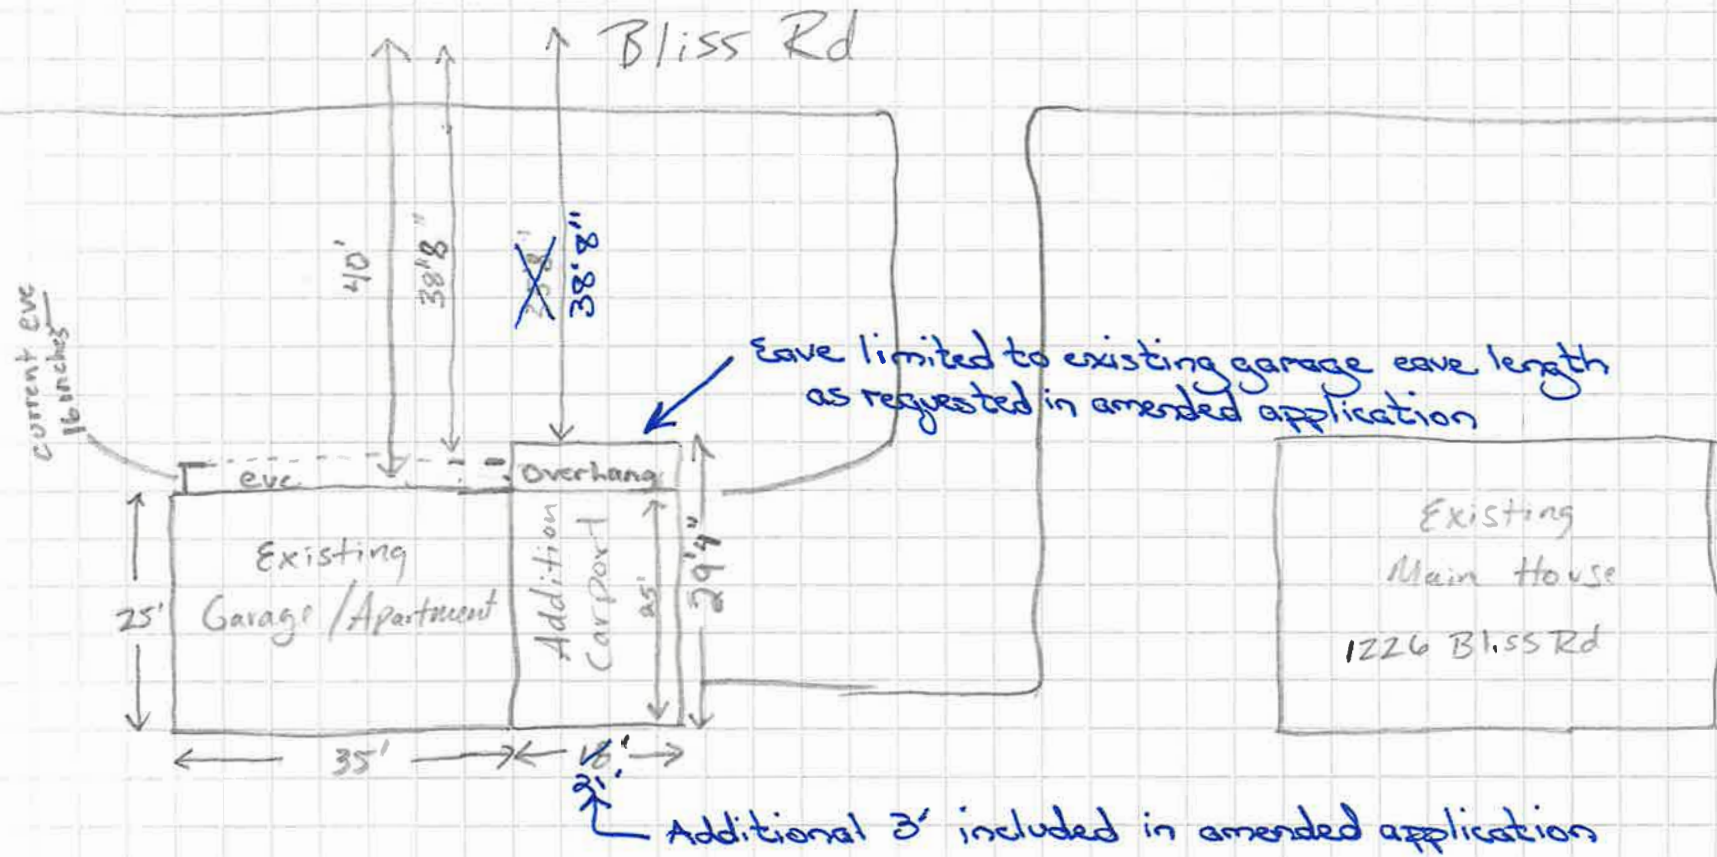 Bliss Rd
40'
38'8"
38'8"
current eve
16 inches
Eave limited to existing garage eave length
as requested in amended application
eve
Overhang
Existing
Garage/Apartment
Addition
Carport
25'
25'
29'4"
Existing
Main House
1226 Bliss Rd
35'
18'
21'
Additional 3' included in amended application